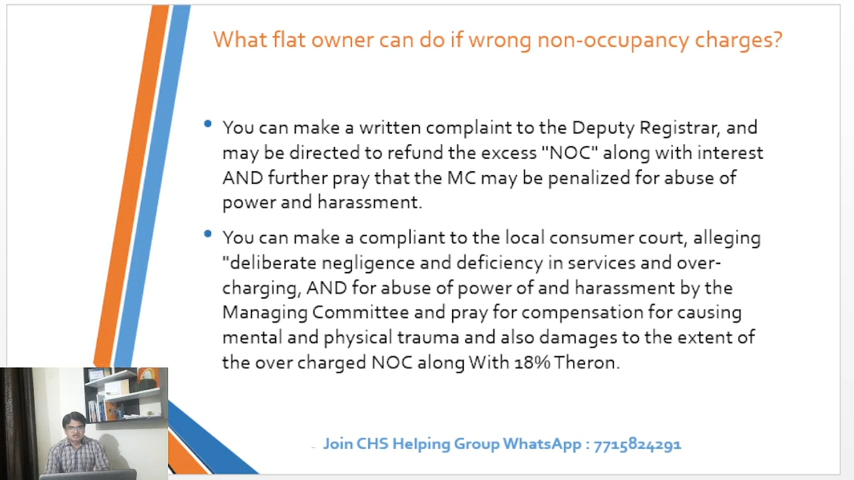 What flat owner can do if wrong non-occupancy charges?
• You can make a written complaint to the Deputy Registrar, and
may be directed to refund the excess "NOC" along with interest
AND further pray that the MC may be penalized for abuse of
power and harassment.
• You can make a compliant to the local consumer court, alleging
"deliberate negligence and deficiency in services and over-
charging, AND for abuse of power of and harassment by the
Managing Committee and pray for compensation for causing
mental and physical trauma and also damages to the extent of
the over charged NOC along With 18% Theron.
Join CHS Helping Group WhatsApp : 7715824291